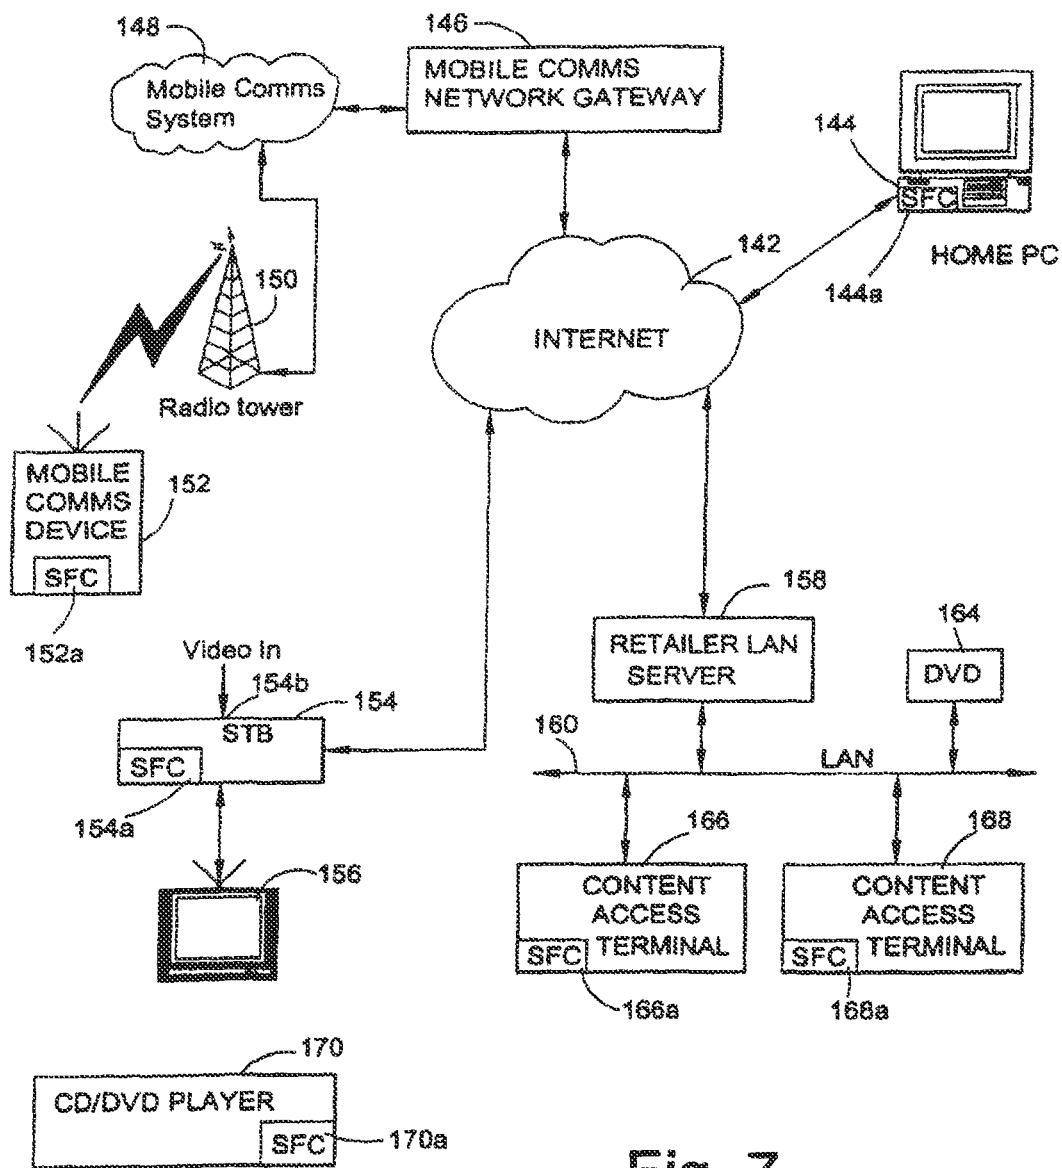 148
146
Mobile Comms
System
MOBILE COMMS
NETWORK GATEWAY
144
SFC
HOME PC
144a
142
INTERNET
150
Radio tower
MOBILE
COMMS
DEVICE
SFC
152
152a
Video In
154b
154
STB
SFC
154a
156
158
RETAILER LAN
SERVER
164
DVD
160
LAN
166
CONTENT
ACCESS
TERMINAL
SFC
166a
168
CONTENT
ACCESS
TERMINAL
SFC
168a
170
CD/DVD PLAYER
SFC
170a
Fig. 7